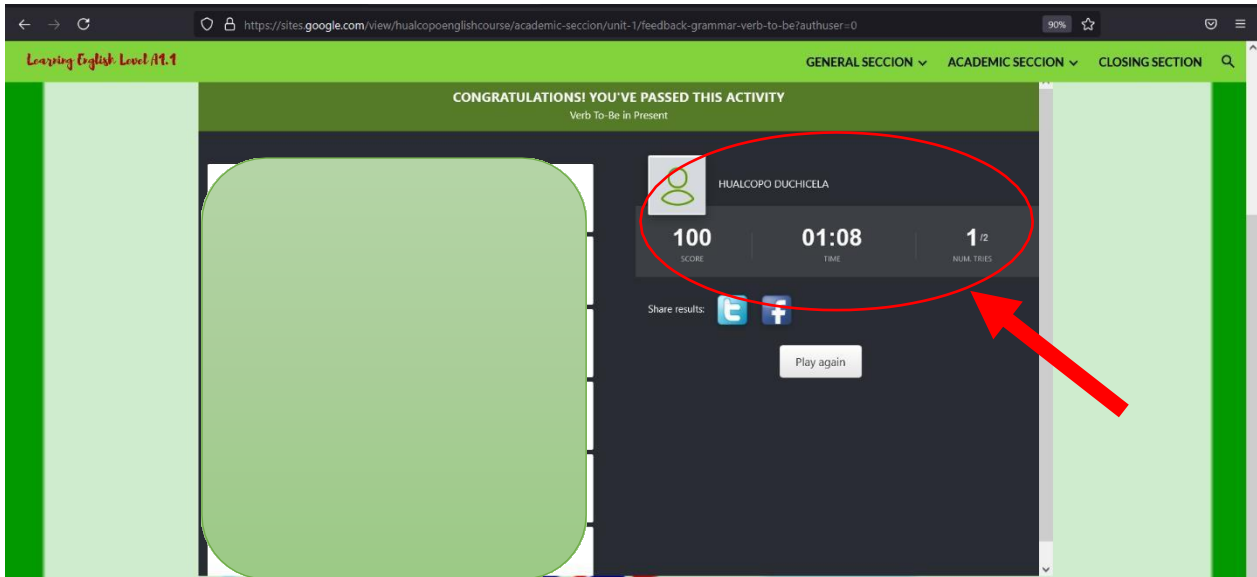 https://sites.google.com/view/hualcopoenglishcourse/academic-seccion/unit-1/feedback-grammar-verb-to-be?authuser=0
90%
Learning English Level A1.1
GENERAL SECCION
ACADEMIC SECCION
CLOSING SECTION
CONGRATULATIONS! YOU'VE PASSED THIS ACTIVITY
Verb To-Be in Present
HUALCOPO DUCHICELA
100 01:08 1 /2
SCORE TIME NUM. TRIES
Share results:
Play again